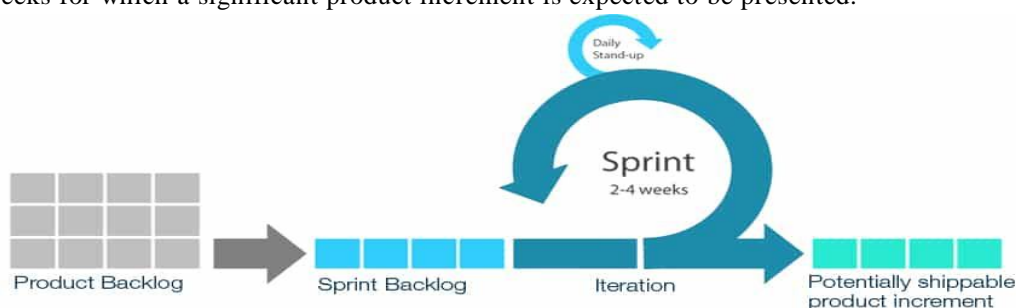 eeks for which a significant product increment is expected to be presented.
Daily
Stand-up
Sprint
2-4 weeks
Product Backlog
Sprint Backlog
Iteration
Potentially shippable
product increment